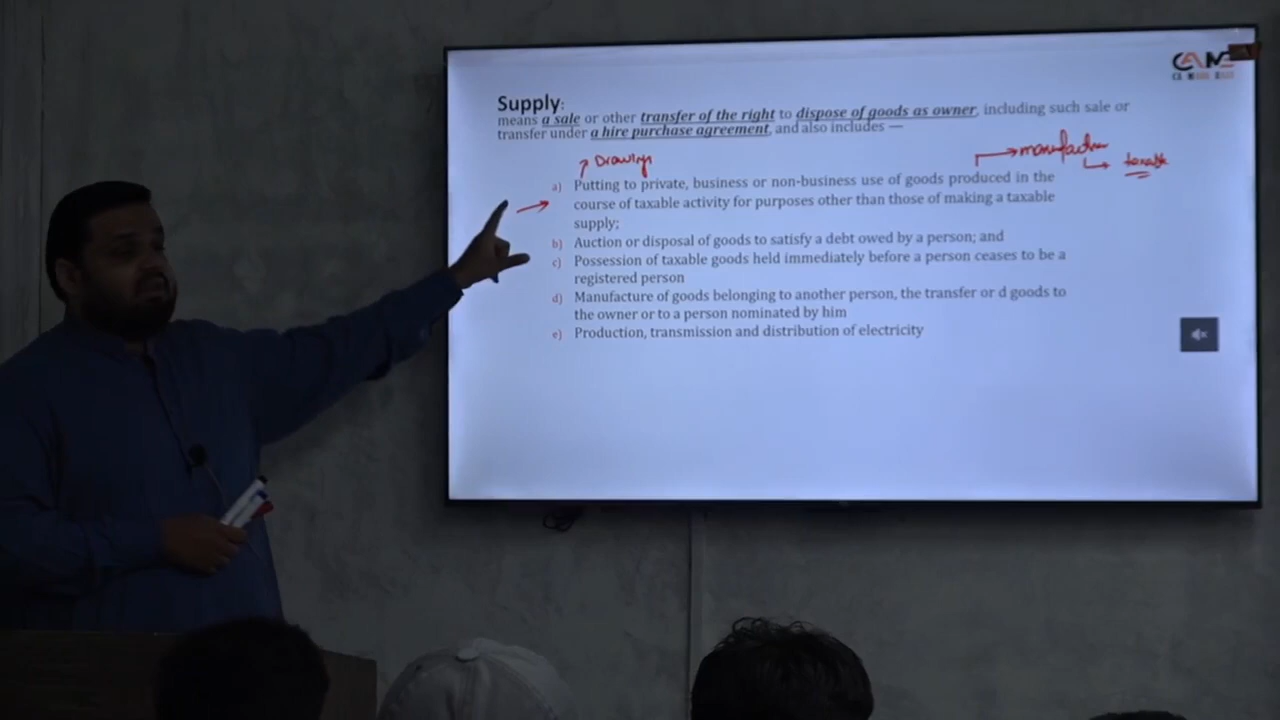 CAM
Supply:
means a sale or other transfer of the right to dispose of goods as owner, including such sale or
transfer under a hire purchase agreement, and also includes —
Drawings
manufacture
taxable
a) Putting to private, business or non-business use of goods produced in the
course of taxable activity for purposes other than those of making a taxable
supply;
b) Auction or disposal of goods to satisfy a debt owed by a person; and
c) Possession of taxable goods held immediately before a person ceases to be a
registered person
d) Manufacture of goods belonging to another person, the transfer or d goods to
the owner or to a person nominated by him
e) Production, transmission and distribution of electricity